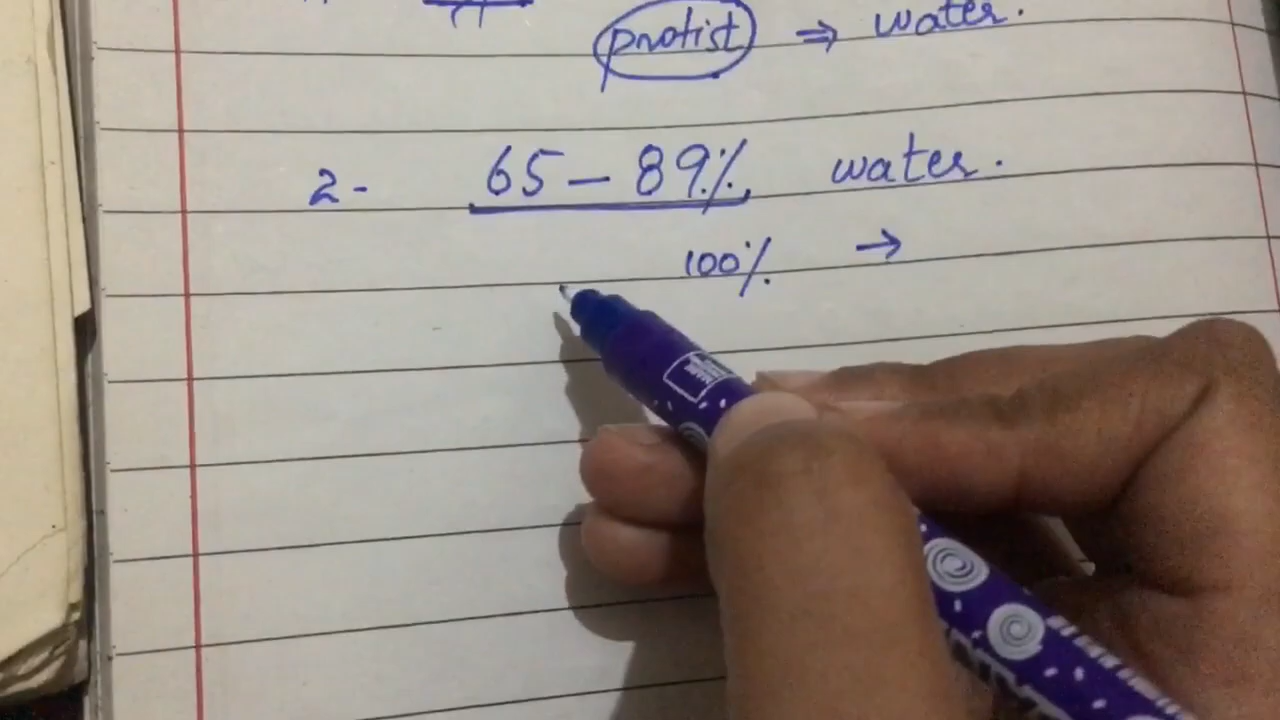 protist ⇒ water.
2- 65 – 89% water.
100% →